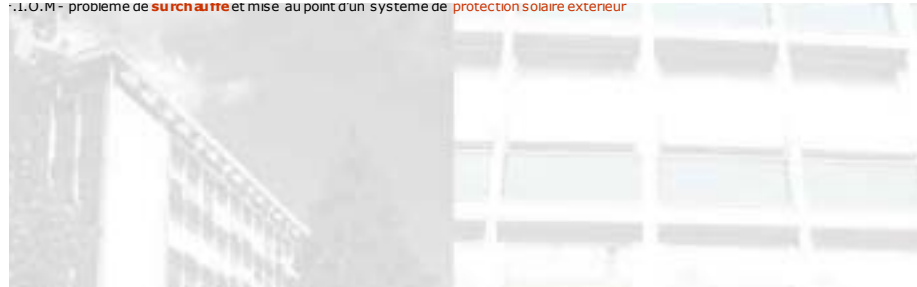 .I.O.M - problème de surchauffe et mise au point d'un système de protection solaire extérieur